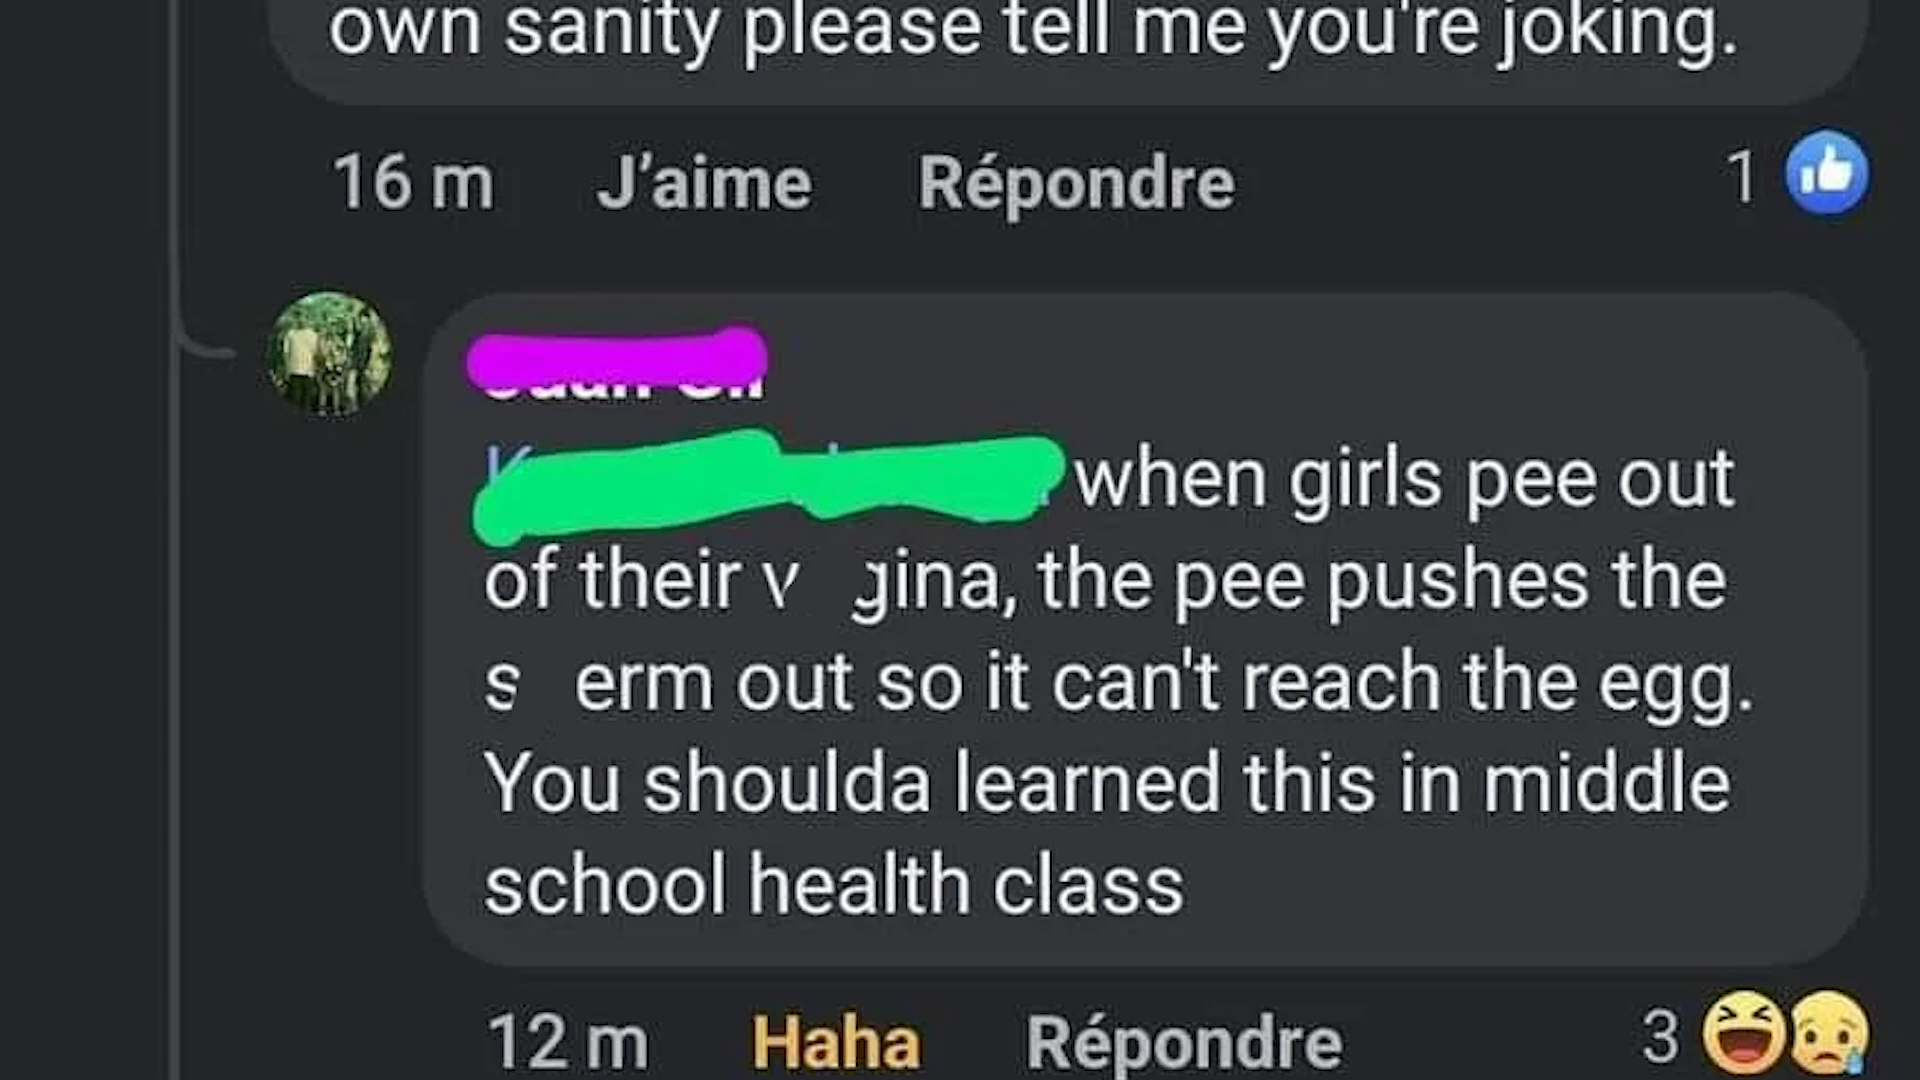 own sanity please tell me you're joking.
16 m J'aime Répondre 1
when girls pee out
of their v gina, the pee pushes the
s erm out so it can't reach the egg.
You shoulda learned this in middle
school health class
12 m Haha Répondre 3